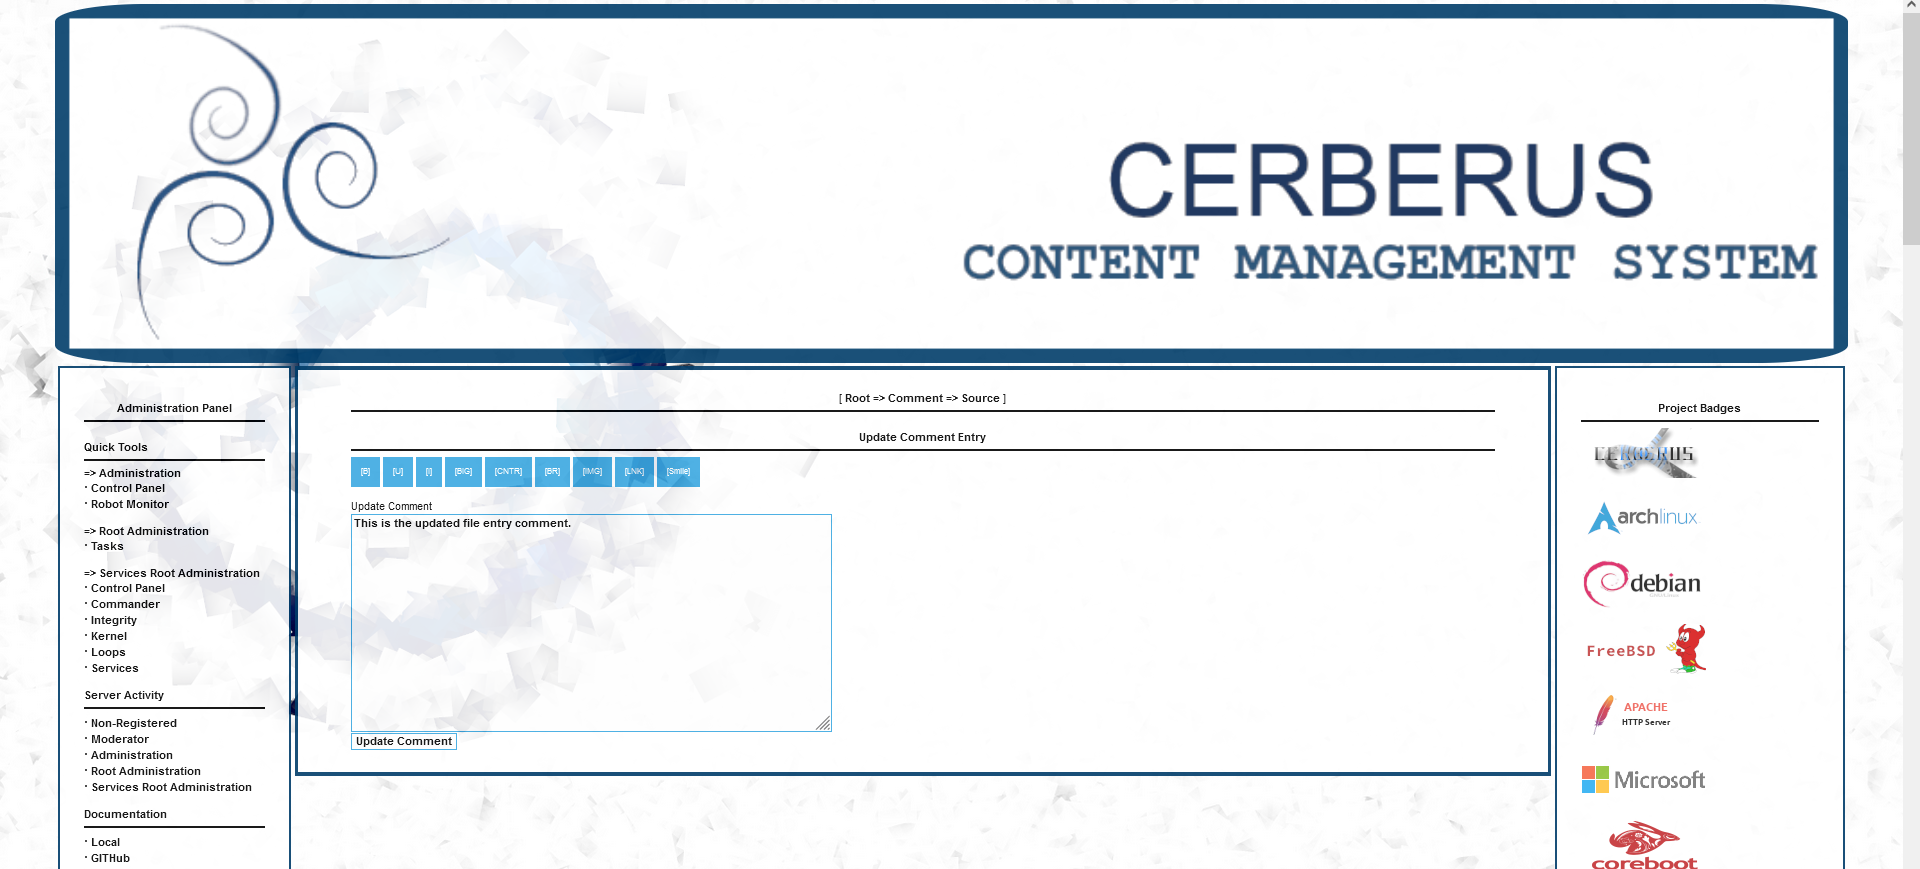 CERBERUS
CONTENT MANAGEMENT SYSTEM
Administration Panel
Quick Tools
=> Administration
· Control Panel
· Robot Monitor
=> Root Administration
· Tasks
=> Services Root Administration
· Control Panel
· Commander
· Integrity
· Kernel
· Loops
· Services
Server Activity
· Non-Registered
· Moderator
· Administration
· Root Administration
· Services Root Administration
Documentation
· Local
· GITHub
[ Root => Comment => Source ]
Update Comment Entry
[B] [U] [I] [BIG] [CNTR] [BR] [IMG] [LNK] [Smile]
Update Comment
This is the updated file entry comment.
Update Comment
Project Badges
CERBERUS
archlinux
debian
FreeBSD
APACHE
HTTP Server
Microsoft
coreboot